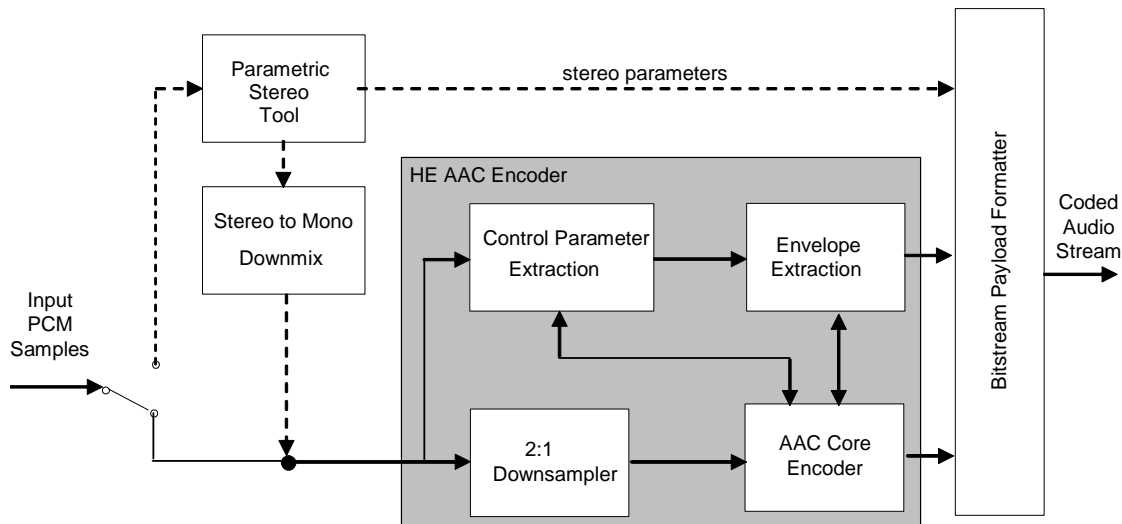 Parametric
Stereo
Tool
stereo parameters
Stereo to Mono
Downmix
Input
PCM
Samples
HE AAC Encoder
Control Parameter
Extraction
Envelope
Extraction
2:1
Downsampler
AAC Core
Encoder
Bitstream Payload Formatter
Coded
Audio
Stream